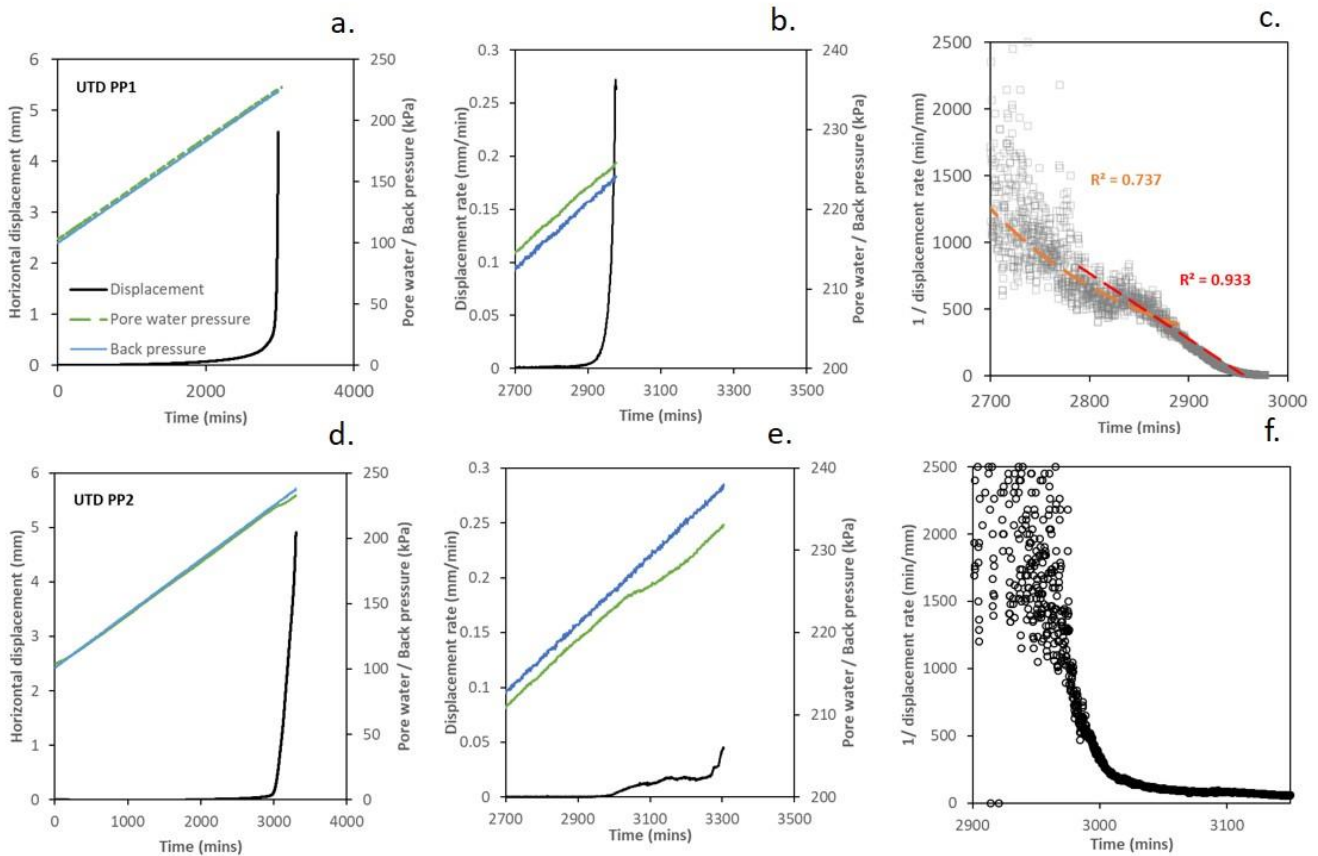 a.
6
5
4
3
2
1
0
Horizontal displacement (mm)
UTD PP1
Displacement
Pore water pressure
Back pressure
250
200
150
100
50
0
Pore water / Back pressure (kPa)
0 2000 4000
Time (mins)
b.
0.3
0.25
0.2
0.15
0.1
0.05
0
Displacement rate (mm/min)
240
230
220
210
200
Pore water / Back pressure (kPa)
2700 2900 3100 3300 3500
Time (mins)
c.
2500
2000
1500
1000
500
0
1 / displacemcent rate (min/mm)
R² = 0.737
R² = 0.933
2700 2800 2900 3000
Time (mins)
d.
6
5
4
3
2
1
0
Horizontal displacement (mm)
UTD PP2
250
200
150
100
50
0
Pore water / Back pressure (kPa)
0 1000 2000 3000 4000
Time (mins)
e.
0.3
0.25
0.2
0.15
0.1
0.05
0
Displacement rate (mm/min)
240
230
220
210
200
Pore water / Back pressure (kPa)
2700 2900 3100 3300 3500
Time (mins)
f.
2500
2000
1500
1000
500
0
1/ displacement rate (min/mm)
2900 3000 3100
Time (mins)